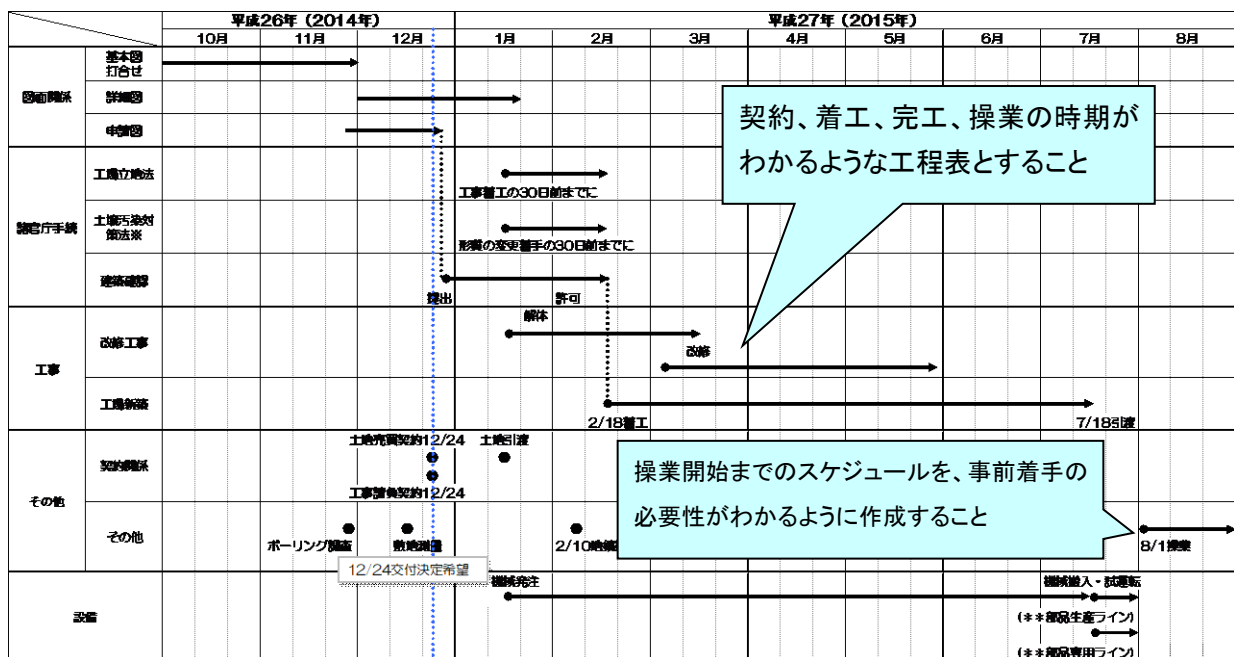 平成26年（2014年）
平成27年（2015年）
10月
11月
12月
1月
2月
3月
4月
5月
6月
7月
8月
図面関係
基本図
打合せ
詳細図
申請図
契約、着工、完工、操業の時期が
わかるような工程表とすること
諸官庁手続
工場立地法
工事着工の30日前までに
土壌汚染対
策法※
形質の変更着手の30日前までに
建築確認
提出
許可
工事
改修工事
解体
改修
工場新築
2/18着工
7/18引渡
その他
契約関係
土地売買契約12/24
土地引渡
工事請負契約12/24
操業開始までのスケジュールを、事前着手の
必要性がわかるように作成すること
その他
ボーリング調査
敷地測量
2/10地鎮
8/1操業
12/24交付決定希望
設備
機械発注
機械搬入・試運転
(＊＊部品生産ライン)
(＊＊部品専用ライン)